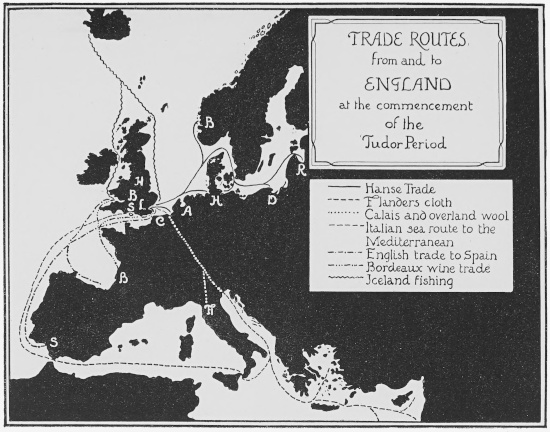 TRADE ROUTES
from and to
ENGLAND
at the commencement
of the
Tudor Period
Hanse Trade
Flanders cloth
Calais and overland wool
Italian sea route to the
Mediterranean
English trade to Spain
Bordeaux wine trade
Iceland fishing
B
R
B
S L
C
A
H
D
B
S